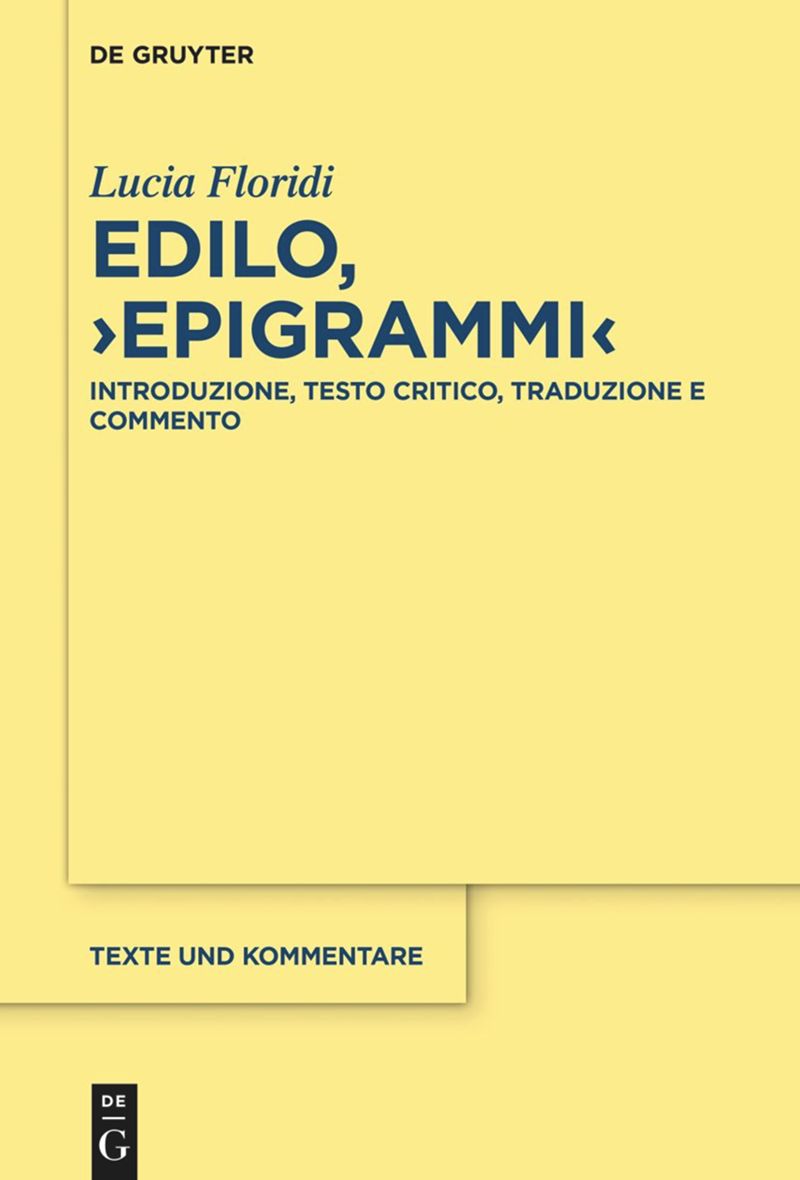 DE GRUYTER
Lucia Floridi
EDILO,
›EPIGRAMMI‹
INTRODUZIONE, TESTO CRITICO, TRADUZIONE E
COMMENTO
TEXTE UND KOMMENTARE
DE
G